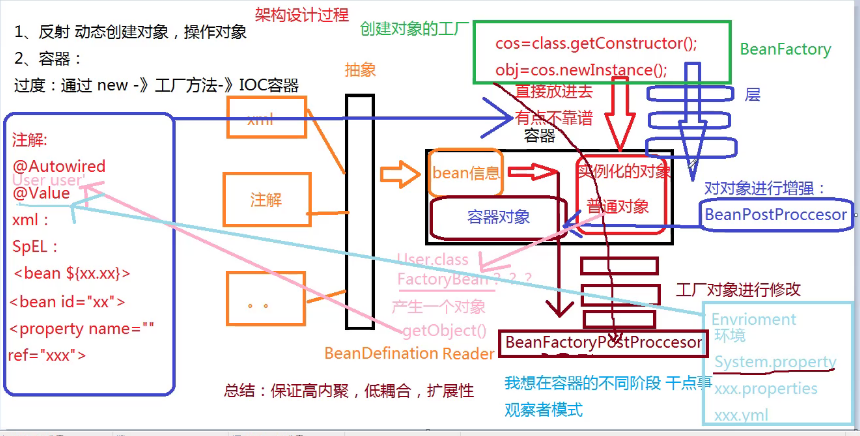 架构设计过程
1、反射 动态创建对象，操作对象
2、容器：
过度：通过 new -》工厂方法-》IOC容器
创建对象的工厂
cos=class.getConstructor();
obj=cos.newInstance();
BeanFactory
抽象
直接放进去
有点不靠谱
层
容器
xml
注解
。。
注解:
@Autowired
User user'
@Value
xml：
SpEL：
<bean ${xx.xx}>
<bean id="xx">
<property name=""
ref="xxx">
bean信息
容器对象
实例化的对象
普通对象
对对象进行增强：
BeanPostProccesor
User.class
FactoryBean？？？
产生一个对象
getObject()
工厂对象进行修改
BeanFactoryPostProccesor
BeanDefination Reader
Envrioment
环境
System.property
xxx.properties
xxx.yml
总结：保证高内聚，低耦合，扩展性
我想在容器的不同阶段 干点事
观察者模式